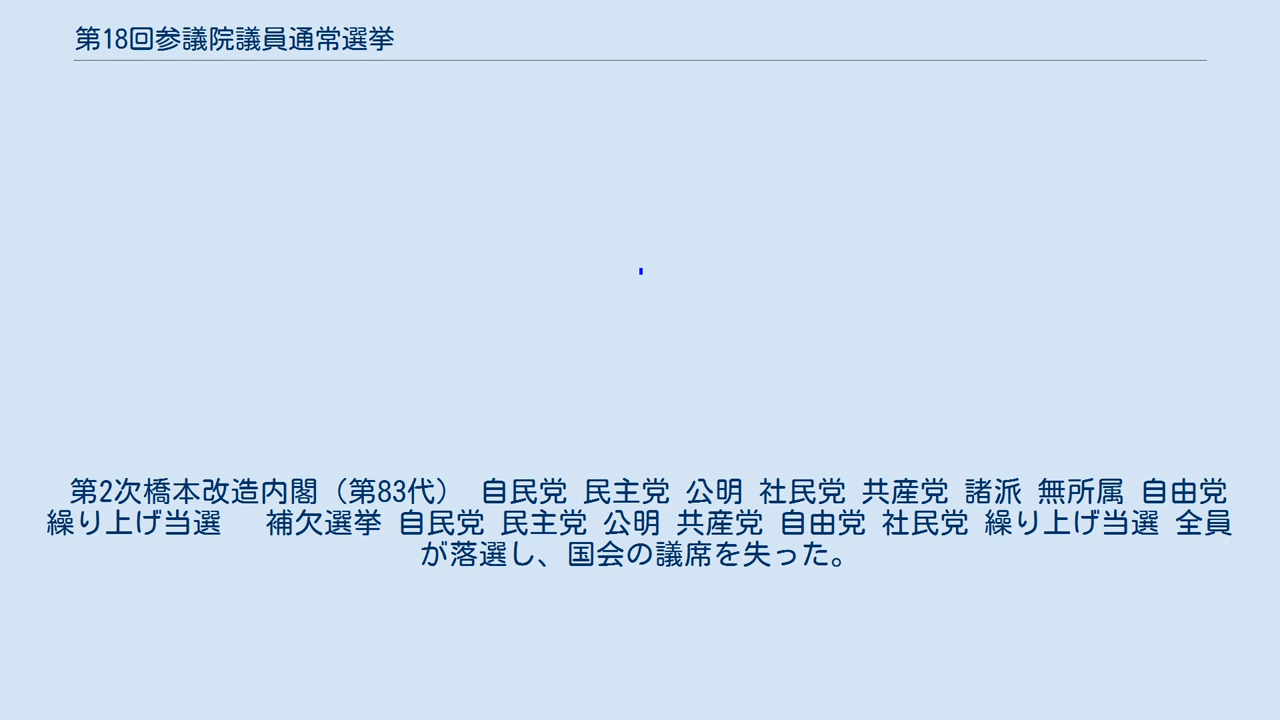 第18回参議院議員通常選挙
第2次橋本改造内閣（第83代） 自民党 民主党 公明 社民党 共産党 諸派 無所属 自由党
繰り上げ当選  補欠選挙 自民党 民主党 公明 共産党 自由党 社民党 繰り上げ当選 全員
が落選し、国会の議席を失った。